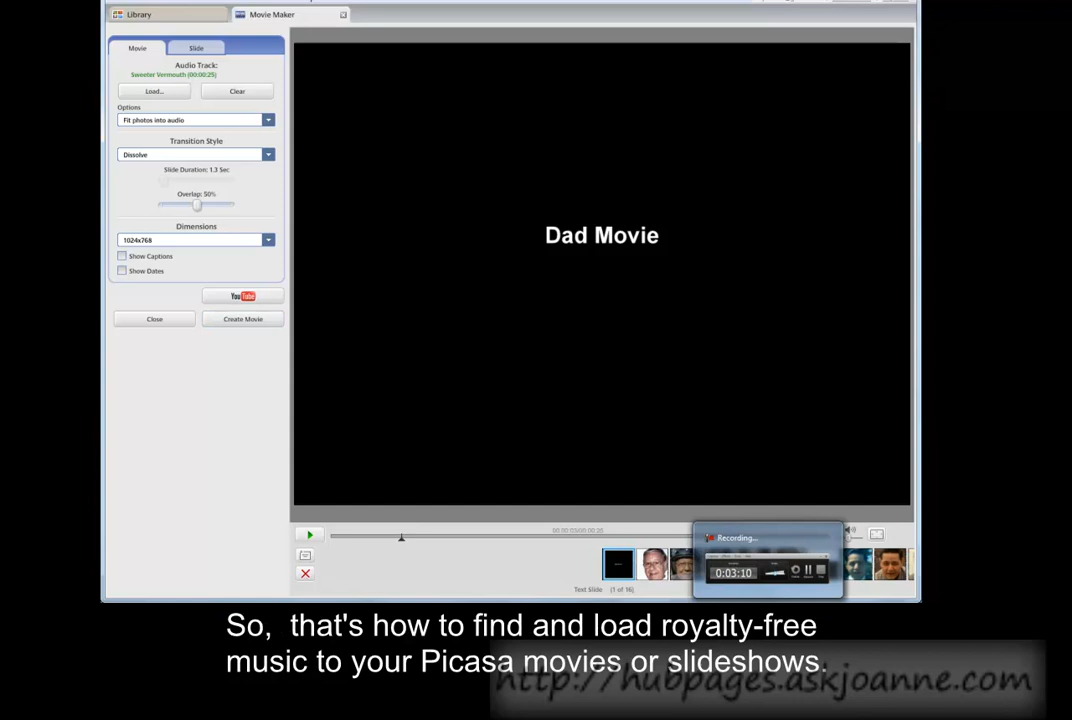 Library
Movie Maker
Movie
Slide
Audio Track:
Sweeter Vermouth (00:00:25)
Load...
Clear
Options
Fit photos into audio
Transition Style
Dissolve
Slide Duration: 1.3 Sec
Overlap: 50%
Dimensions
1024x768
Show Captions
Show Dates
YouTube
Close
Create Movie
Dad Movie
Recording...
0:03:10
Text Slide [1 of 16]
So, that's how to find and load royalty-free
music to your Picasa movies or slideshows.
http://hubpages.askjoanne.com